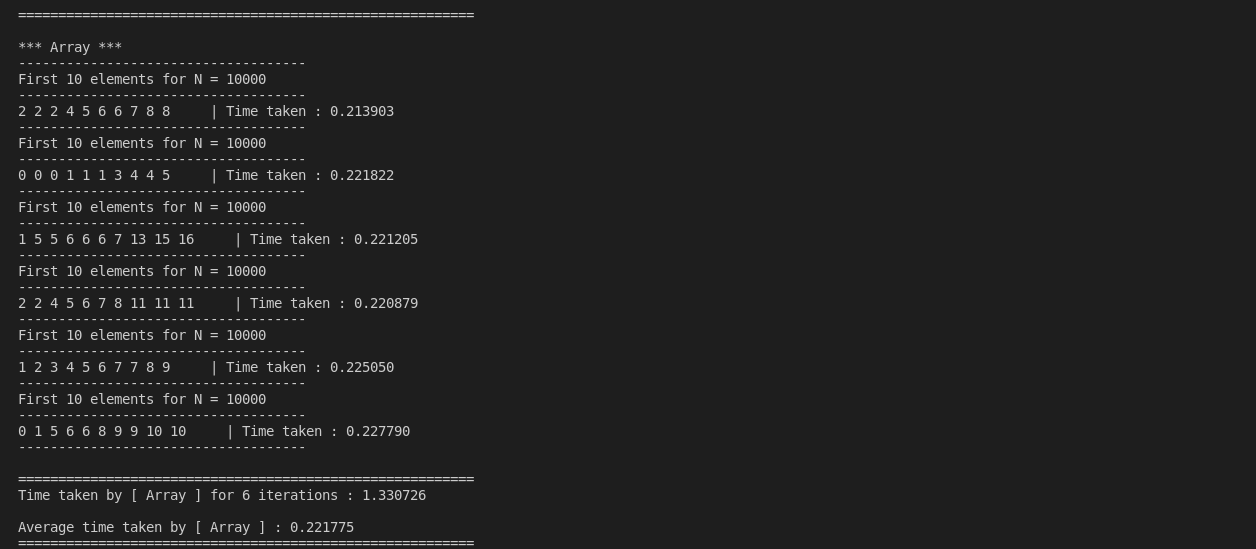 =========================================================
*** Array ***
------------------------------------
First 10 elements for N = 10000
------------------------------------
2 2 2 4 5 6 6 7 8 8     | Time taken : 0.213903
------------------------------------
First 10 elements for N = 10000
------------------------------------
0 0 0 1 1 1 3 4 4 5     | Time taken : 0.221822
------------------------------------
First 10 elements for N = 10000
------------------------------------
1 5 5 6 6 6 7 13 15 16     | Time taken : 0.221205
------------------------------------
First 10 elements for N = 10000
------------------------------------
2 2 4 5 6 7 8 11 11 11     | Time taken : 0.220879
------------------------------------
First 10 elements for N = 10000
------------------------------------
1 2 3 4 5 6 7 7 8 9     | Time taken : 0.225050
------------------------------------
First 10 elements for N = 10000
------------------------------------
0 1 5 6 6 8 9 9 10 10     | Time taken : 0.227790
------------------------------------
=========================================================
Time taken by [ Array ] for 6 iterations : 1.330726
Average time taken by [ Array ] : 0.221775
=========================================================